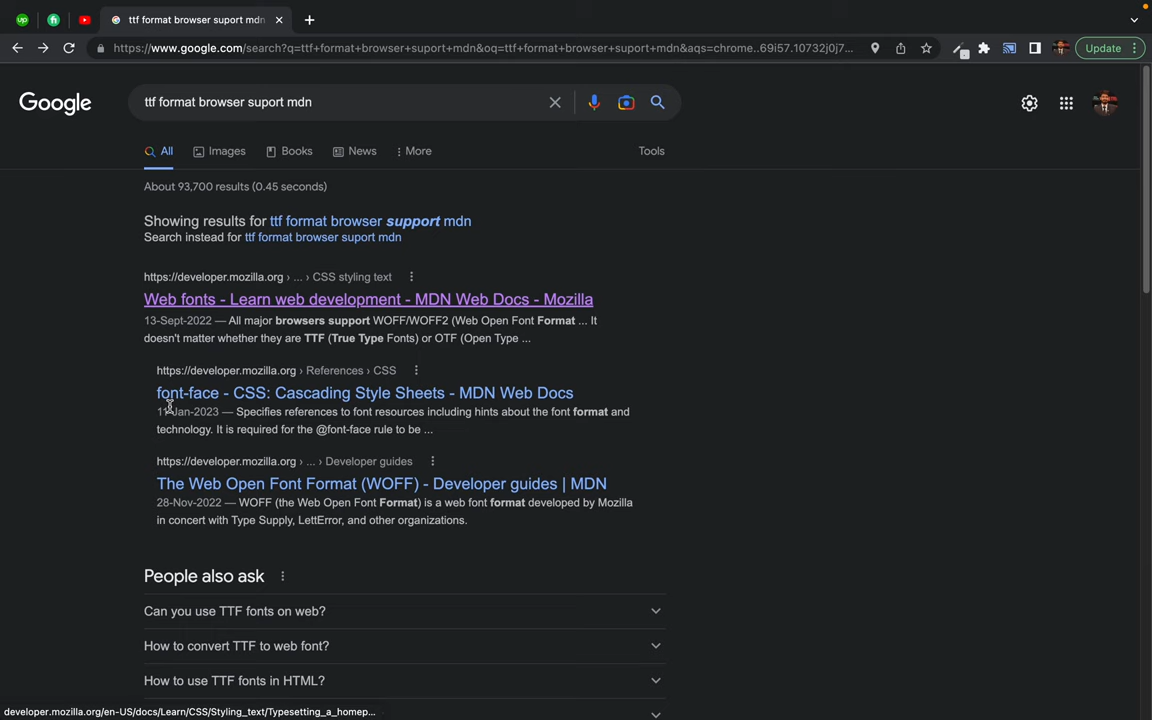 up
fi
ttf format browser suport mdn
https://www.google.com/search?q=ttf+format+browser+suport+mdn&oq=ttf+format+browser+suport+mdn&aqs=chrome..69i57.10732j0j7...
Update
Google
ttf format browser suport mdn
All
Images
Books
News
More
Tools
About 93,700 results (0.45 seconds)
Showing results for ttf format browser support mdn
Search instead for ttf format browser suport mdn
https://developer.mozilla.org › ... › CSS styling text
Web fonts - Learn web development - MDN Web Docs - Mozilla
13-Sept-2022 — All major browsers support WOFF/WOFF2 (Web Open Font Format ... It
doesn't matter whether they are TTF (True Type Fonts) or OTF (Open Type ...
https://developer.mozilla.org › References › CSS
font-face - CSS: Cascading Style Sheets - MDN Web Docs
Jan-2023 — Specifies references to font resources including hints about the font format and
technology. It is required for the @font-face rule to be ...
https://developer.mozilla.org › ... › Developer guides
The Web Open Font Format (WOFF) - Developer guides | MDN
28-Nov-2022 — WOFF (the Web Open Font Format) is a web font format developed by Mozilla
in concert with Type Supply, LettError, and other organizations.
People also ask
Can you use TTF fonts on web?
How to convert TTF to web font?
How to use TTF fonts in HTML?
developer.mozilla.org/en-US/docs/Learn/CSS/Styling_text/Typesetting_a_homep...